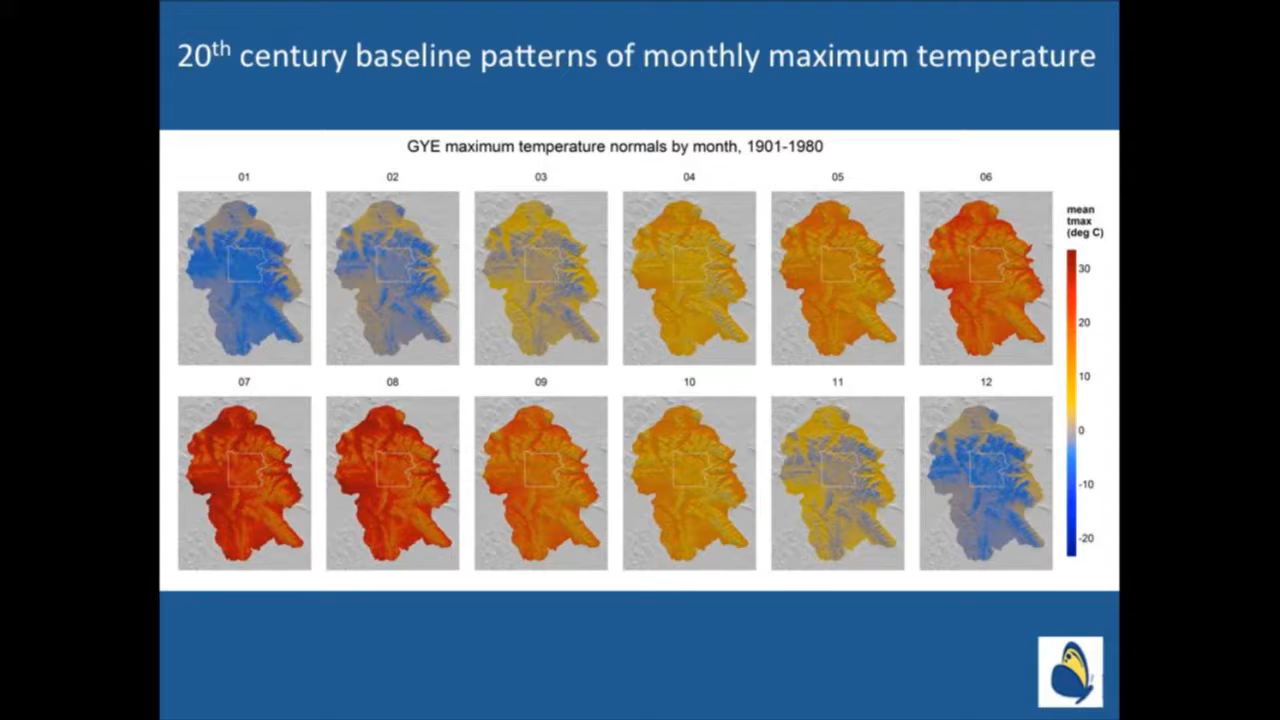 20th century baseline patterns of monthly maximum temperature
GYE maximum temperature normals by month, 1901-1980
01 02 03 04 05 06
mean
tmax
(deg C)
30
20
10
0
-10
-20
07 08 09 10 11 12